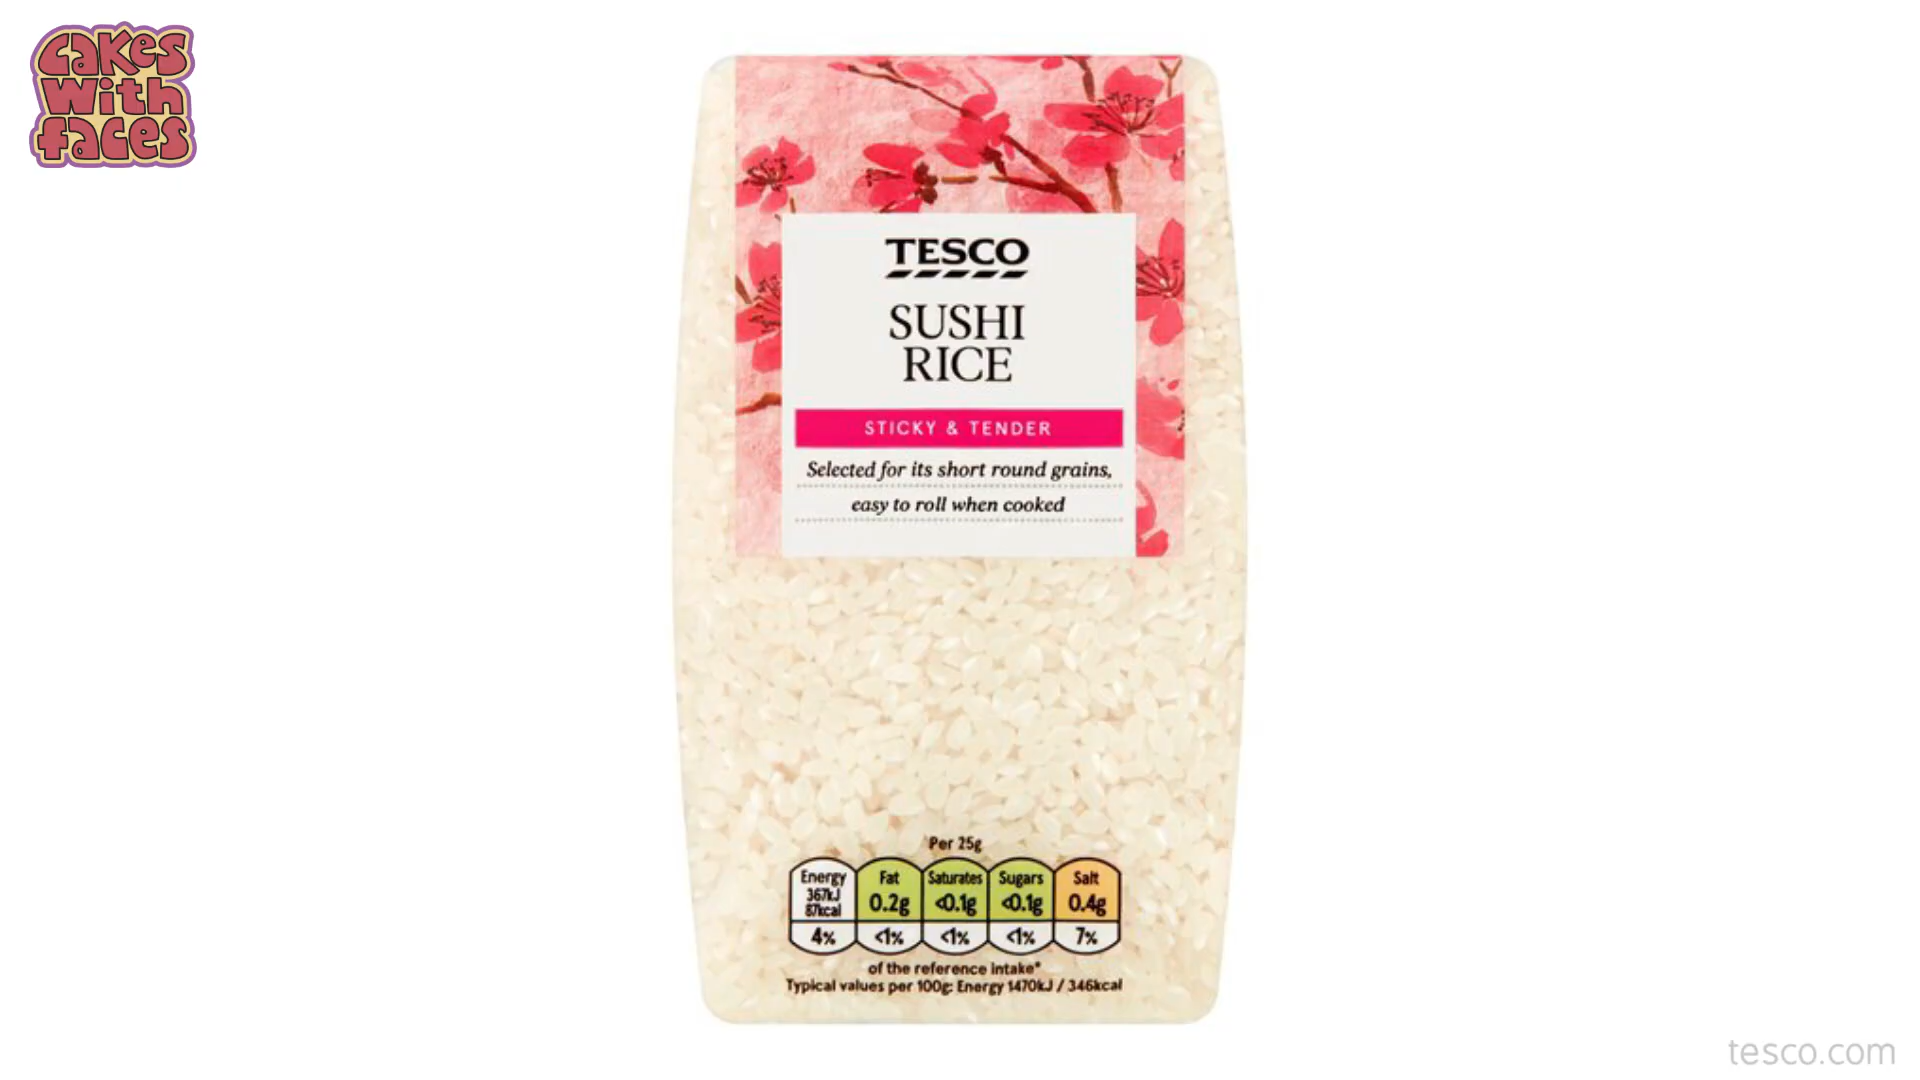 Cakes
With
faces
TESCO
SUSHI
RICE
STICKY & TENDER
Selected for its short round grains,
easy to roll when cooked
Per 25g
Energy 367kJ 87kcal 4%
Fat 0.2g <1%
Saturates <0.1g <1%
Sugars <0.1g <1%
Salt 0.4g 7%
of the reference intake*
Typical values per 100g: Energy 1470kJ / 346kcal
tesco.com